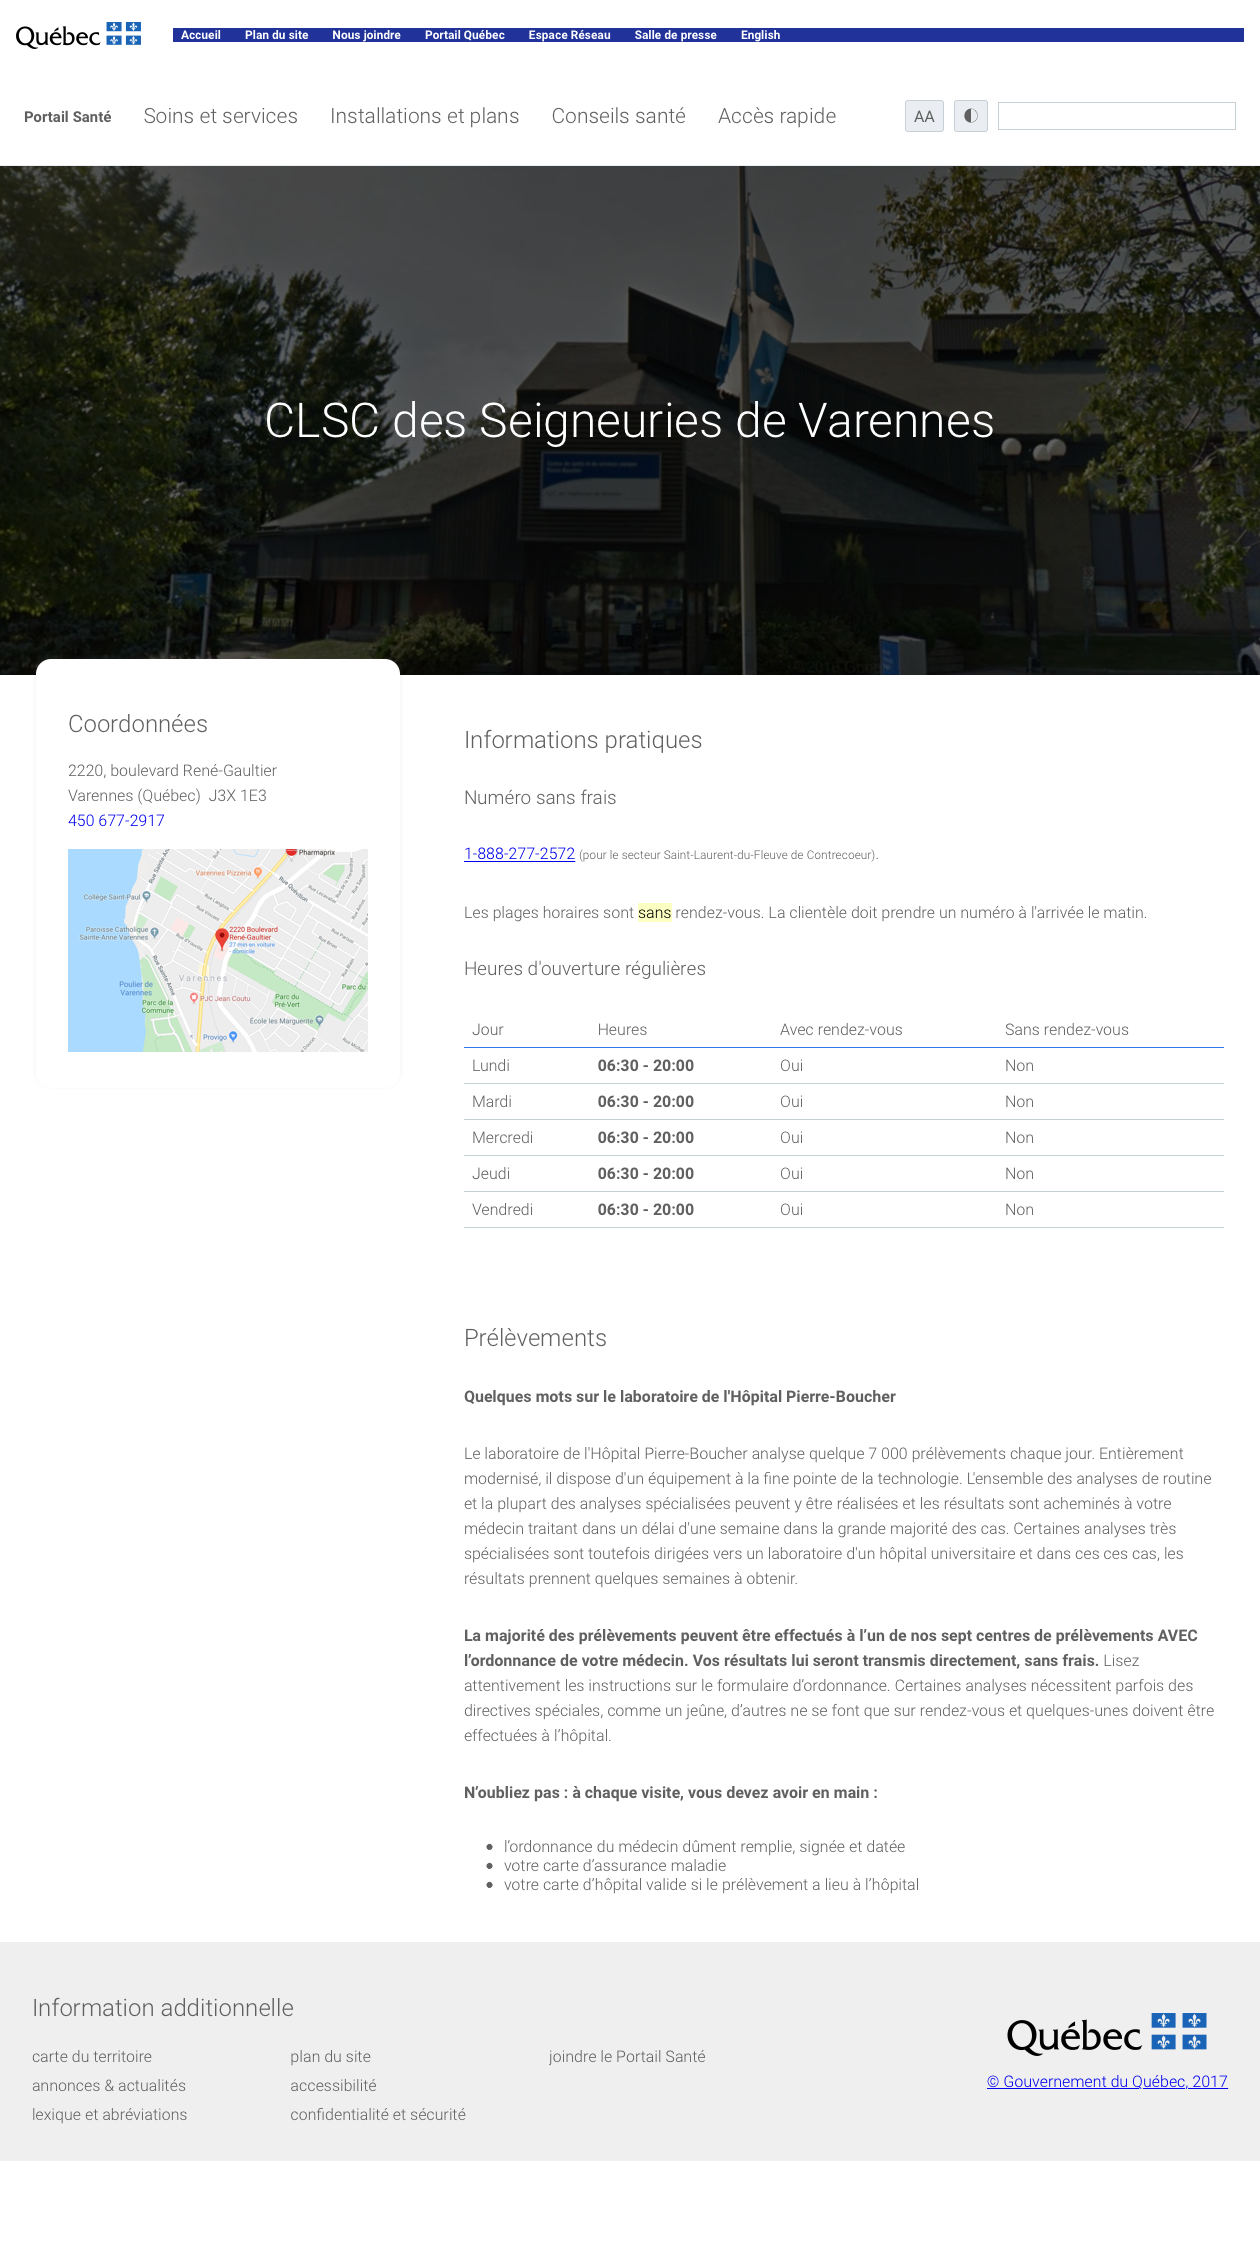 Québec
Accueil Plan du site Nous joindre Portail Québec Espace Réseau Salle de presse English
Portail Santé Soins et services Installations et plans Conseils santé Accès rapide AA
CLSC des Seigneuries de Varennes
Coordonnées
2220, boulevard René-Gaultier
Varennes (Québec)  J3X 1E3
450 677-2917
Pharmaprix
Varennes Pizzeria
Collège Saint-Paul
Paroisse Catholique
Sainte-Anne Varennes
2220 Boulevard
René-Gaultier
27 min en voiture
- domicile
Varennes
Poulier de
Varennes
Parc de la
Commune
PJC Jean Coutu
Parc du
Pré-Vert
Parc du
École les Marguerite
Provigo
Informations pratiques
Numéro sans frais
1-888-277-2572 (pour le secteur Saint-Laurent-du-Fleuve de Contrecoeur).
Les plages horaires sont sans rendez-vous. La clientèle doit prendre un numéro à l'arrivée le matin.
Heures d'ouverture régulières
Jour Heures Avec rendez-vous Sans rendez-vous
Lundi 06:30 - 20:00 Oui Non
Mardi 06:30 - 20:00 Oui Non
Mercredi 06:30 - 20:00 Oui Non
Jeudi 06:30 - 20:00 Oui Non
Vendredi 06:30 - 20:00 Oui Non
Prélèvements
Quelques mots sur le laboratoire de l'Hôpital Pierre-Boucher
Le laboratoire de l'Hôpital Pierre-Boucher analyse quelque 7 000 prélèvements chaque jour. Entièrement
modernisé, il dispose d'un équipement à la fine pointe de la technologie. L'ensemble des analyses de routine
et la plupart des analyses spécialisées peuvent y être réalisées et les résultats sont acheminés à votre
médecin traitant dans un délai d'une semaine dans la grande majorité des cas. Certaines analyses très
spécialisées sont toutefois dirigées vers un laboratoire d'un hôpital universitaire et dans ces ces cas, les
résultats prennent quelques semaines à obtenir.
La majorité des prélèvements peuvent être effectués à l’un de nos sept centres de prélèvements AVEC
l’ordonnance de votre médecin. Vos résultats lui seront transmis directement, sans frais. Lisez
attentivement les instructions sur le formulaire d’ordonnance. Certaines analyses nécessitent parfois des
directives spéciales, comme un jeûne, d’autres ne se font que sur rendez-vous et quelques-unes doivent être
effectuées à l’hôpital.
N’oubliez pas : à chaque visite, vous devez avoir en main :
• l’ordonnance du médecin dûment remplie, signée et datée
• votre carte d’assurance maladie
• votre carte d’hôpital valide si le prélèvement a lieu à l’hôpital
Information additionnelle
carte du territoire plan du site joindre le Portail Santé
annonces & actualités accessibilité
lexique et abréviations confidentialité et sécurité
Québec
© Gouvernement du Québec, 2017